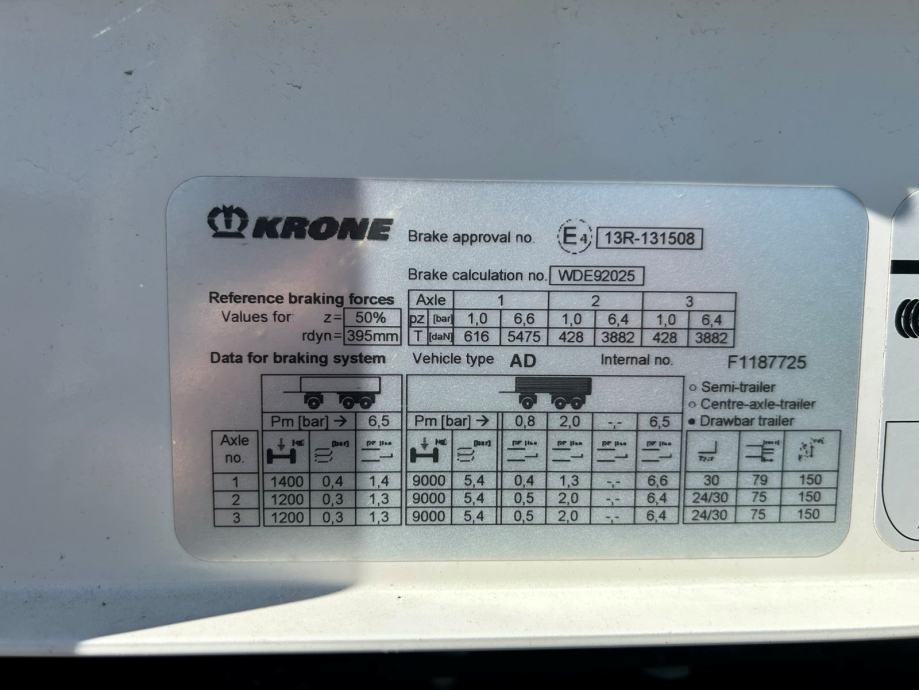 KRONE
Brake approval no. E4 13R-131508
Brake calculation no. WDE92025
Reference braking forces
Values for z= 50%
rdyn= 395mm
Axle 1 2 3
pz [bar] 1,0 6,6 1,0 6,4 1,0 6,4
T [daN] 616 5475 428 3882 428 3882
Data for braking system Vehicle type AD Internal no. F1187725
Semi-trailer
Centre-axle-trailer
Drawbar trailer
Pm [bar] → 6,5 Pm [bar] → 0,8 2,0 -,- 6,5
Axle no.
[bar] [bar]
1 1400 0,4 1,4 9000 5,4 0,4 1,3 -,- 6,6 30 79 150
2 1200 0,3 1,3 9000 5,4 0,5 2,0 -,- 6,4 24/30 75 150
3 1200 0,3 1,3 9000 5,4 0,5 2,0 -,- 6,4 24/30 75 150